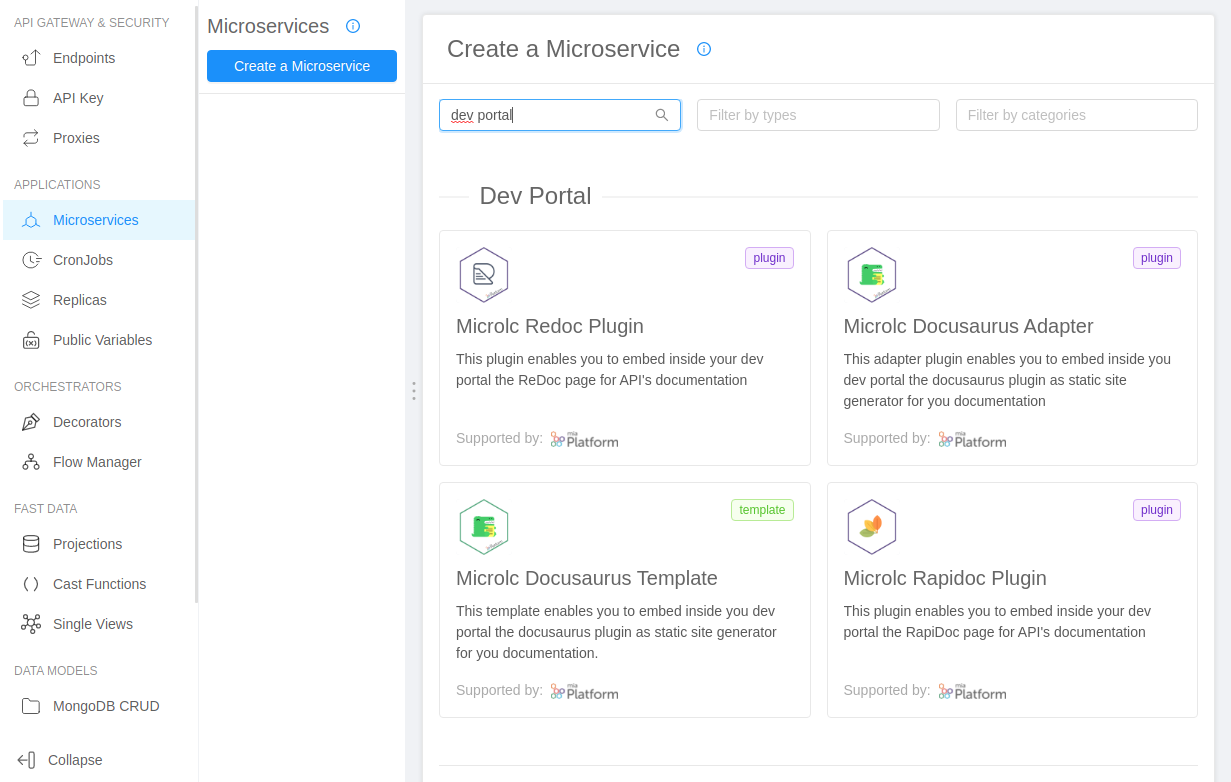 API GATEWAY & SECURITY
Endpoints
API Key
Proxies
APPLICATIONS
Microservices
CronJobs
Replicas
Public Variables
ORCHESTRATORS
Decorators
Flow Manager
FAST DATA
Projections
Cast Functions
Single Views
DATA MODELS
MongoDB CRUD
Collapse
Microservices
Create a Microservice
Create a Microservice
dev portal
Filter by types
Filter by categories
Dev Portal
plugin
Microlc Redoc Plugin
This plugin enables you to embed inside your dev
portal the ReDoc page for API's documentation
Supported by: mia Platform
plugin
Microlc Docusaurus Adapter
This adapter plugin enables you to embed inside you
dev portal the docusaurus plugin as static site
generator for you documentation
Supported by: mia Platform
template
Microlc Docusaurus Template
This template enables you to embed inside you dev
portal the docusaurus plugin as static site generator
for you documentation.
Supported by: mia Platform
plugin
Microlc Rapidoc Plugin
This plugin enables you to embed inside your dev
portal the RapiDoc page for API's documentation
Supported by: mia Platform